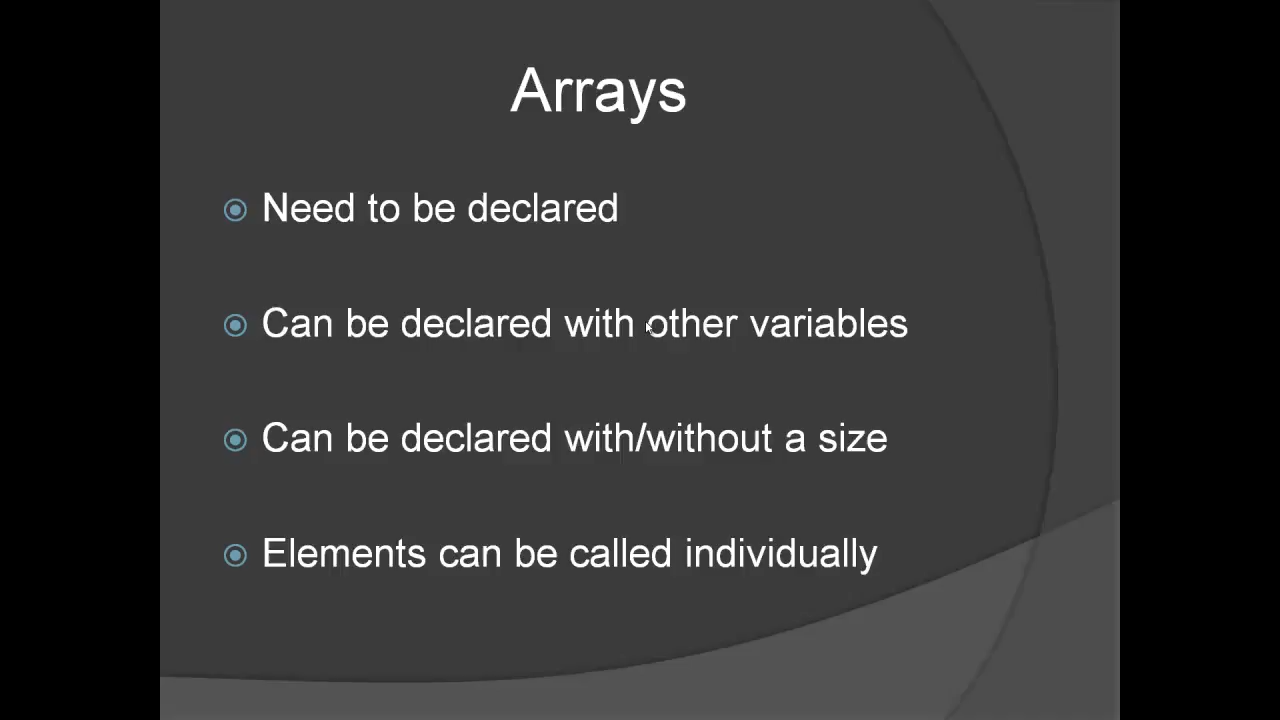 Arrays
Need to be declared
Can be declared with other variables
Can be declared with/without a size
Elements can be called individually